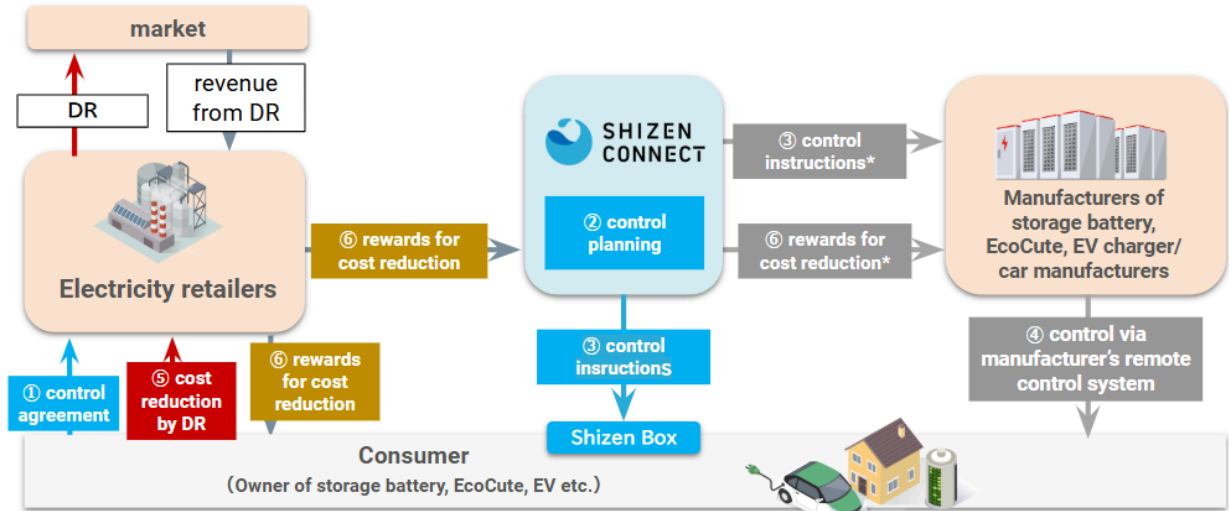 market
DR
revenue
from DR
SHIZEN
CONNECT
③ control
instructions*
② control
planning
⑥ rewards for
cost reduction
⑥ rewards for
cost reduction*
Manufacturers of
storage battery,
EcoCute, EV charger/
car manufacturers
Electricity retailers
① control
agreement
⑤ cost
reduction
by DR
⑥ rewards
for cost
reduction
③ control
insructions
④ control via
manufacturer's remote
control system
Shizen Box
Consumer
(Owner of storage battery, EcoCute, EV etc.)